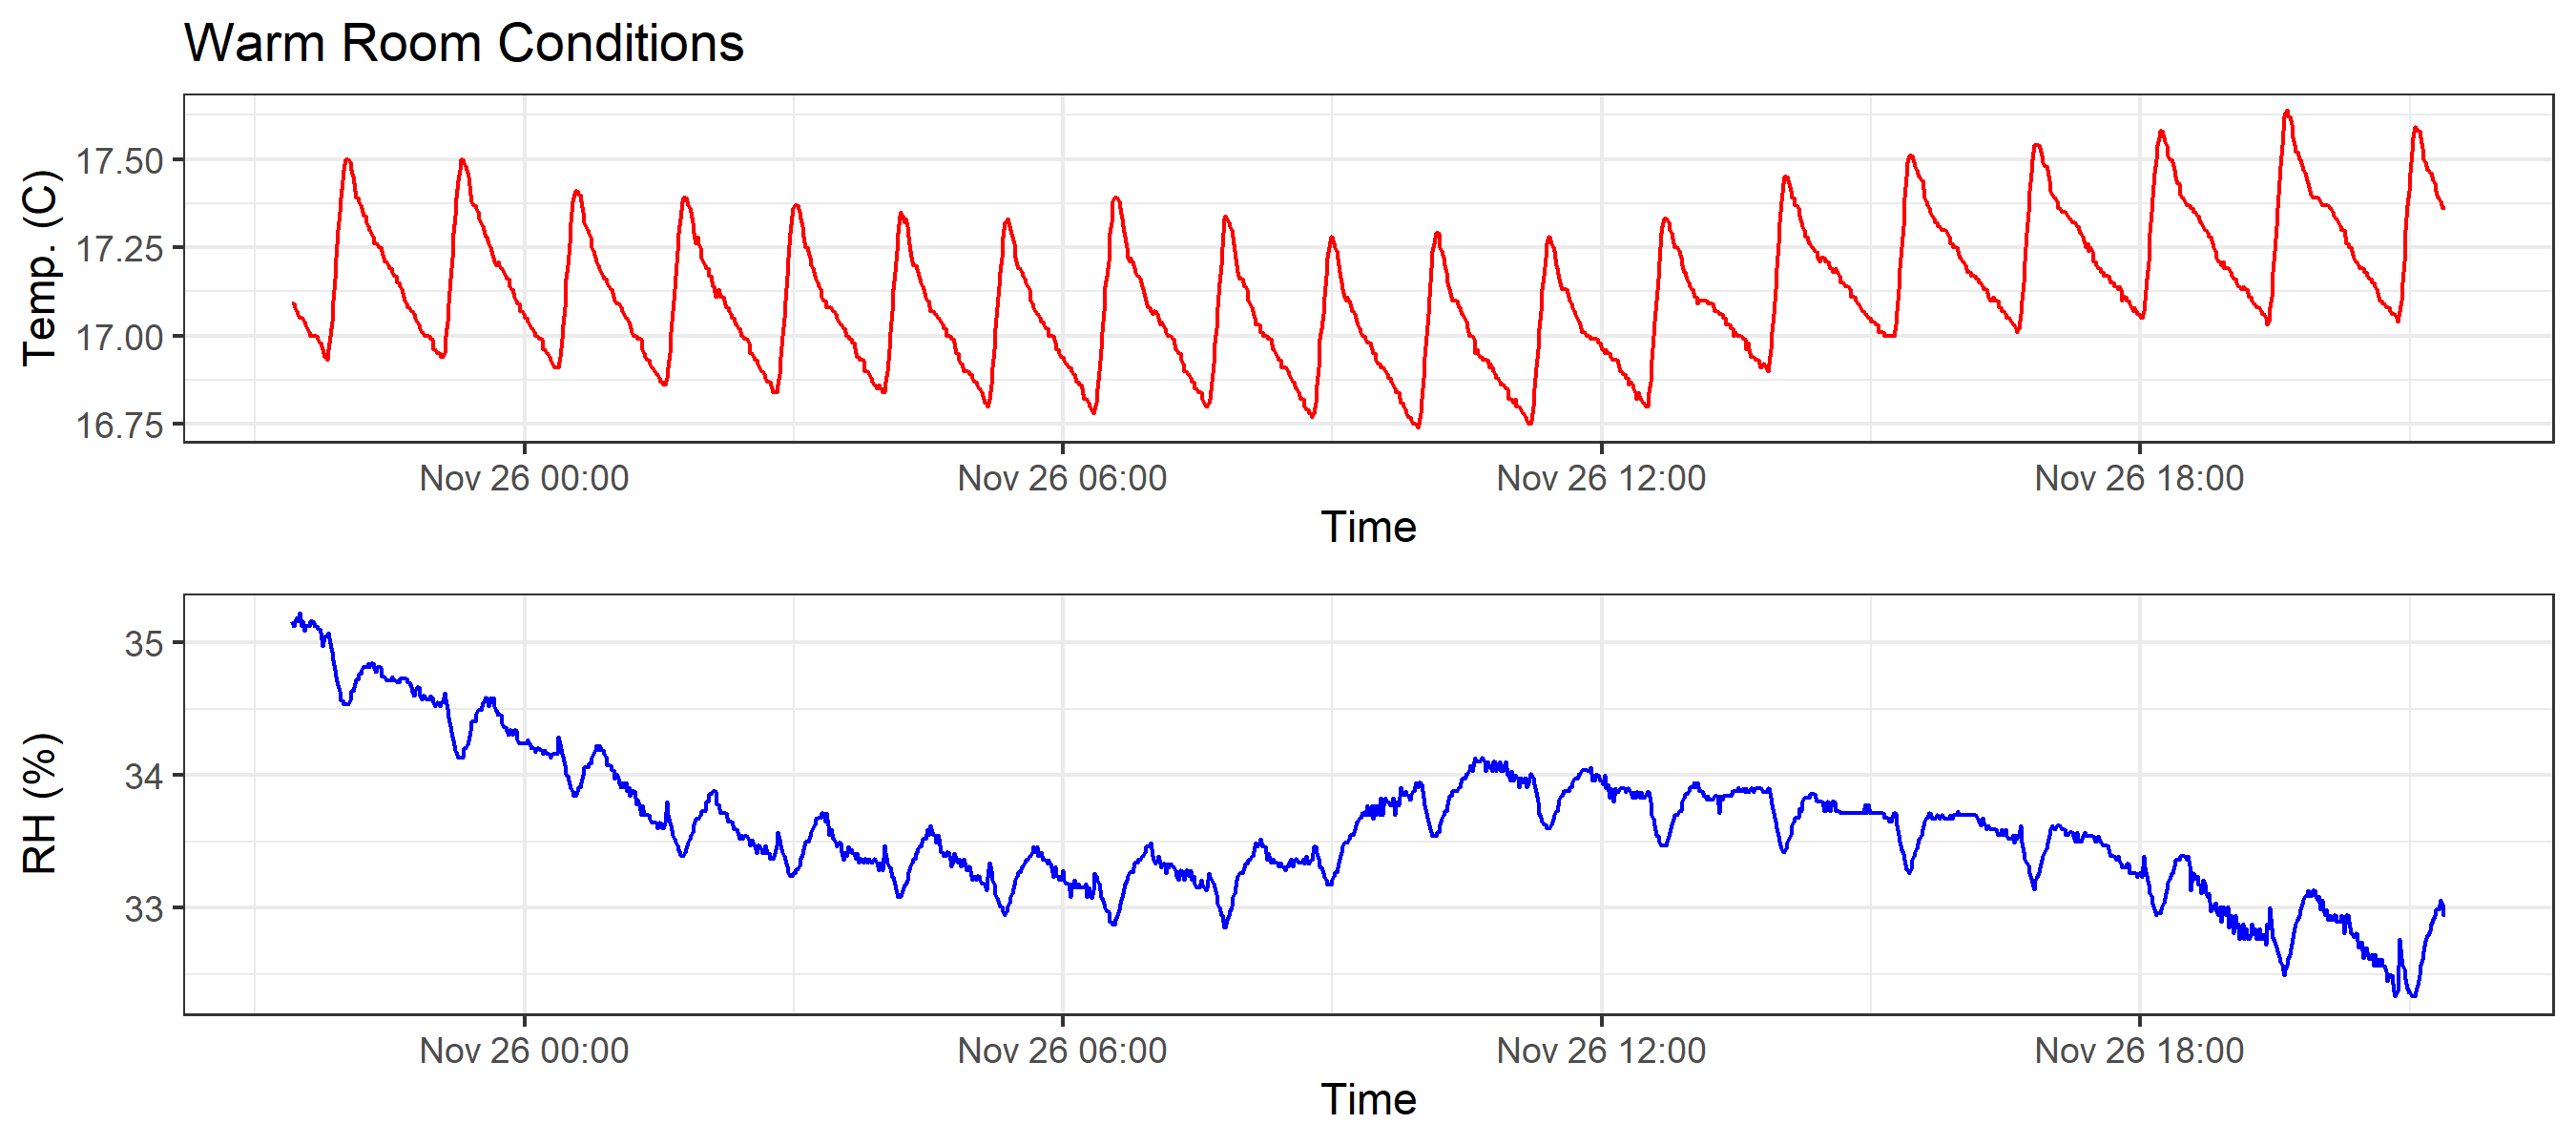 Warm Room Conditions
Temp. (C)
17.50
17.25
17.00
16.75
Nov 26 00:00 Nov 26 06:00 Nov 26 12:00 Nov 26 18:00
Time
RH (%)
35
34
33
Nov 26 00:00 Nov 26 06:00 Nov 26 12:00 Nov 26 18:00
Time